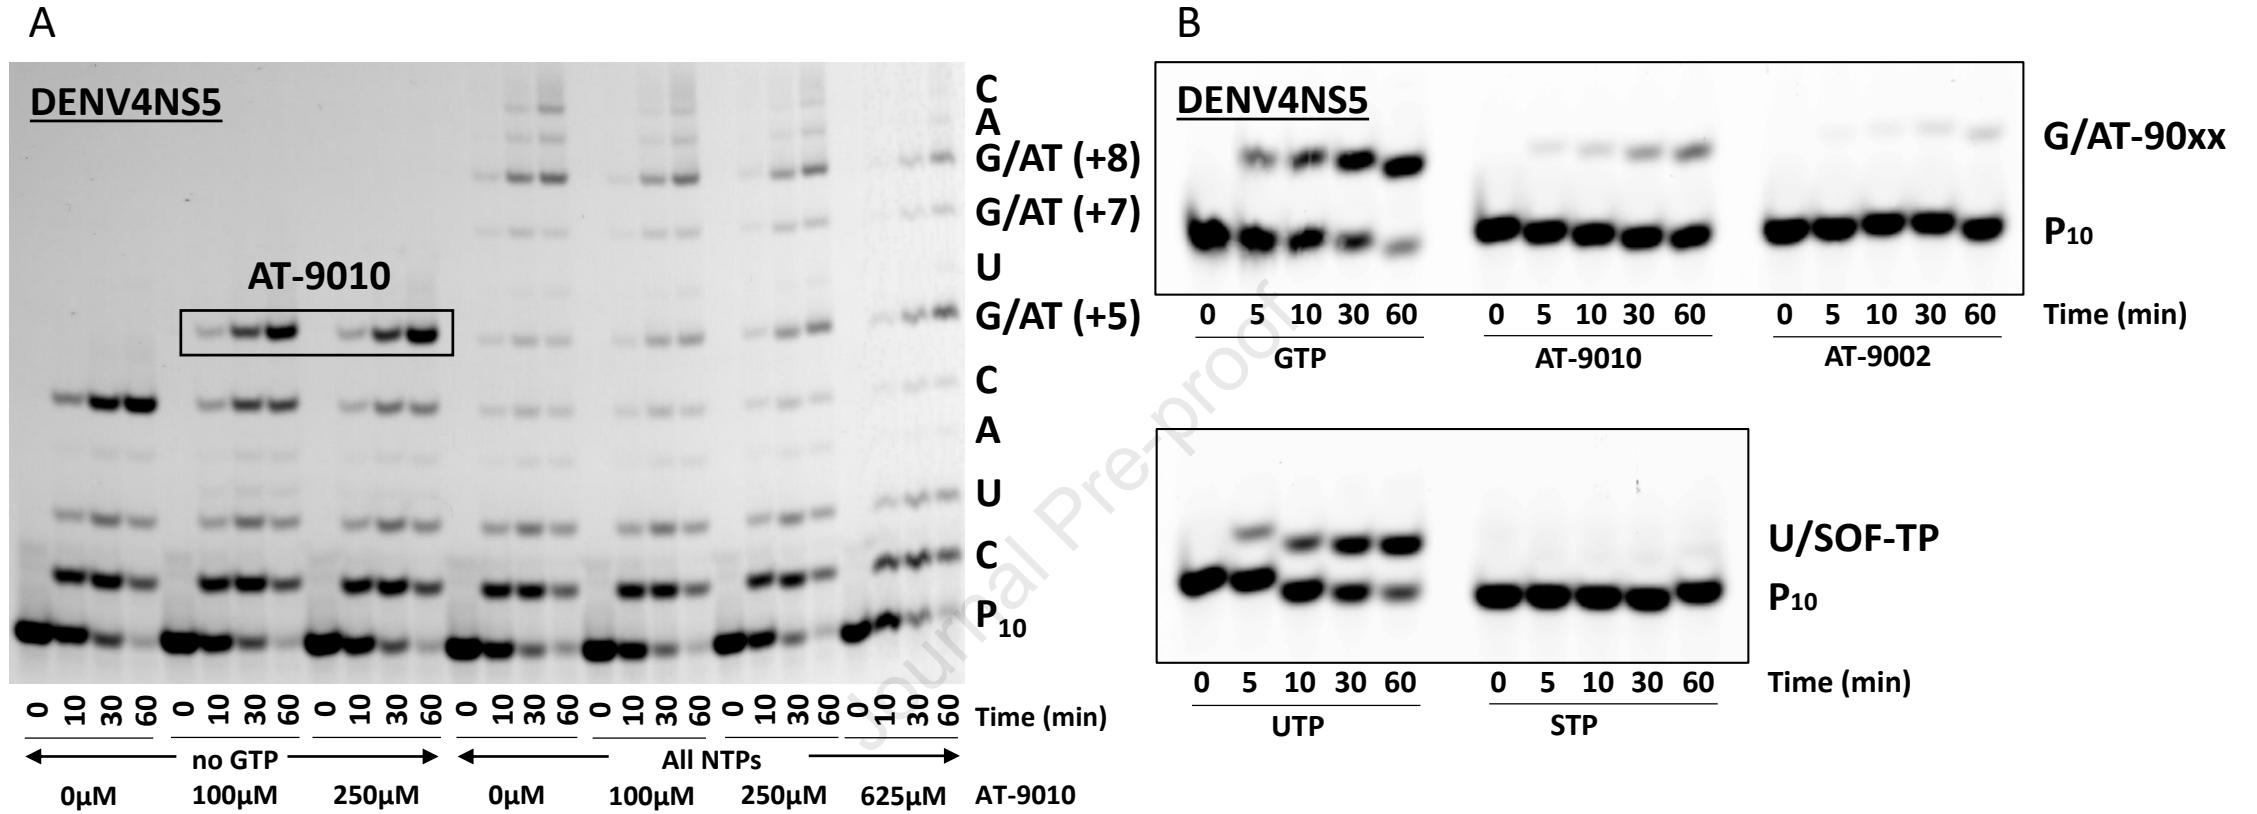 A
DENV4NS5
AT-9010
C
A
G/AT (+8)
G/AT (+7)
U
G/AT (+5)
C
A
U
C
P10
0 10 30 60 0 10 30 60 0 10 30 60 0 10 30 60 0 10 30 60 0 10 30 60 0 10 30 60 Time (min)
no GTP All NTPs
0µM 100µM 250µM 0µM 100µM 250µM 625µM AT-9010
B
DENV4NS5
G/AT-90xx
P10
0 5 10 30 60 0 5 10 30 60 0 5 10 30 60 Time (min)
GTP AT-9010 AT-9002
U/SOF-TP
P10
0 5 10 30 60 0 5 10 30 60 Time (min)
UTP STP
Journal Pre-proof